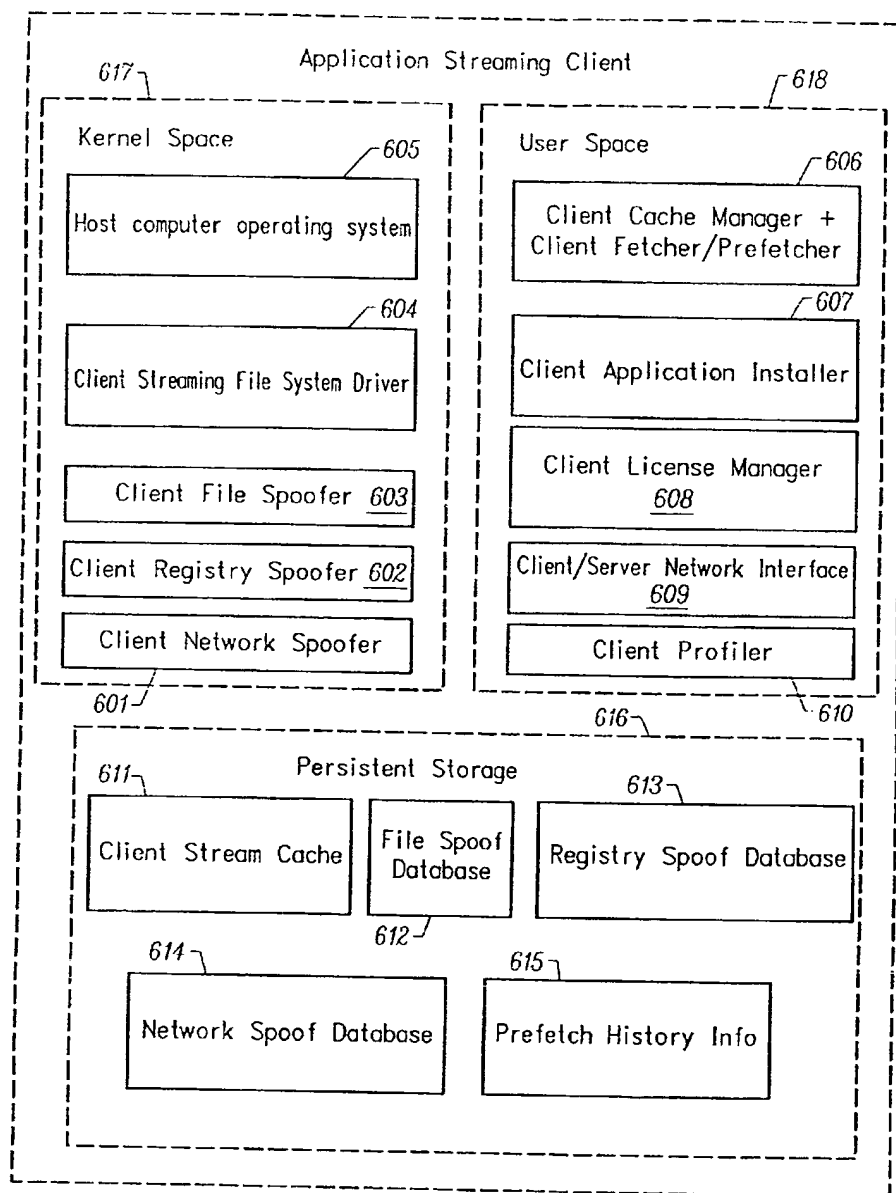 Application Streaming Client
617
618
Kernel Space
605
Host computer operating system
604
Client Streaming File System Driver
Client File Spoofer 603
Client Registry Spoofer 602
Client Network Spoofer
601
User Space
606
Client Cache Manager +
Client Fetcher/Prefetcher
607
Client Application Installer
Client License Manager
608
Client/Server Network Interface
609
Client Profiler
610
616
Persistent Storage
611
Client Stream Cache
File Spoof
Database
612
613
Registry Spoof Database
614
Network Spoof Database
615
Prefetch History Info